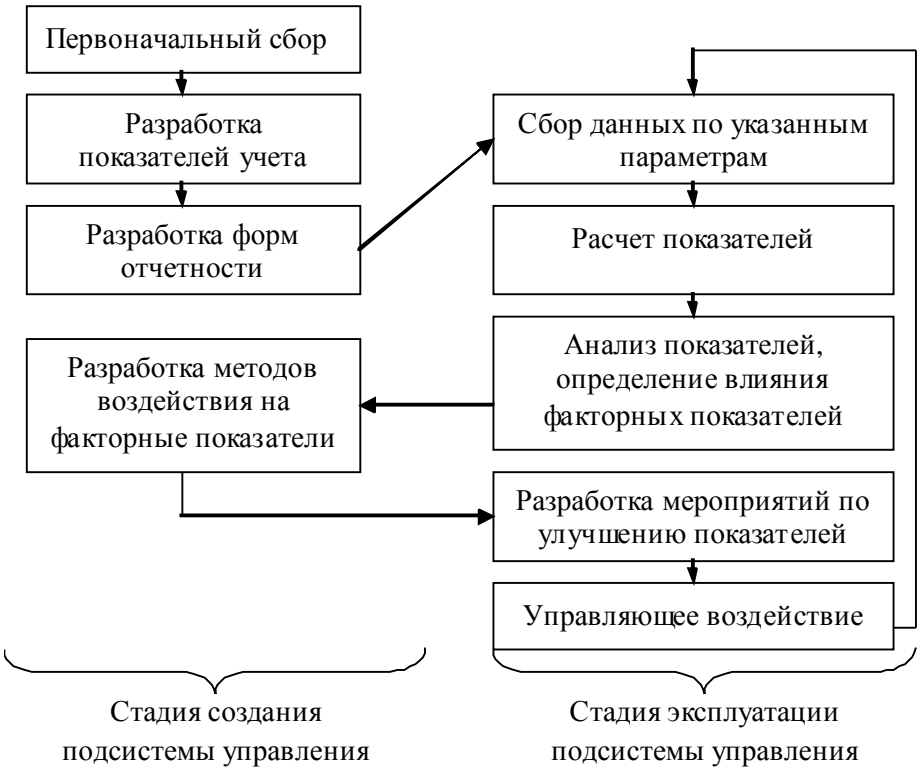 Первоначальный сбор
Разработка
показателей учета
Разработка форм
отчетности
Разработка методов
воздействия на
факторные показатели
Сбор данных по указанным
параметрам
Расчет показателей
Анализ показателей,
определение влияния
факторных показателей
Разработка мероприятий по
улучшению показателей
Управляющее воздействие
Стадия создания
подсистемы управления
Стадия эксплуатации
подсистемы управления